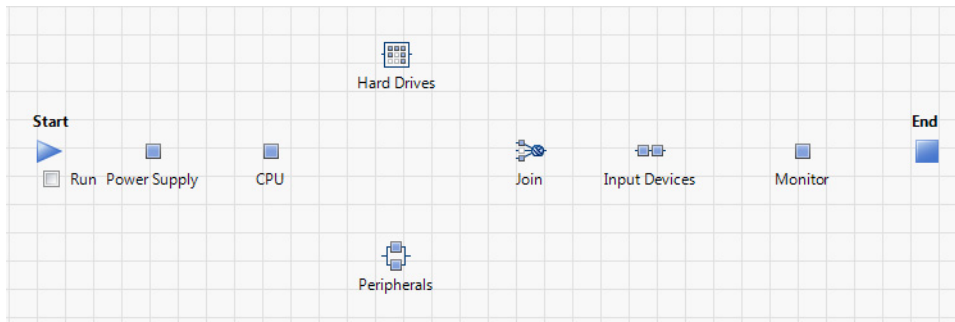 Hard Drives
Start
End
Run
Power Supply
CPU
Join
Input Devices
Monitor
Peripherals